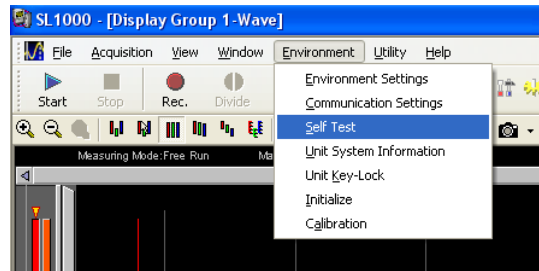 SL1000 - [Display Group 1-Wave]
File Acquisition View Window Environment Utility Help
Start Stop Rec. Divide
Environment Settings
Communication Settings
Self Test
Unit System Information
Unit Key-Lock
Initialize
Calibration
Measuring Mode:Free Run Ma